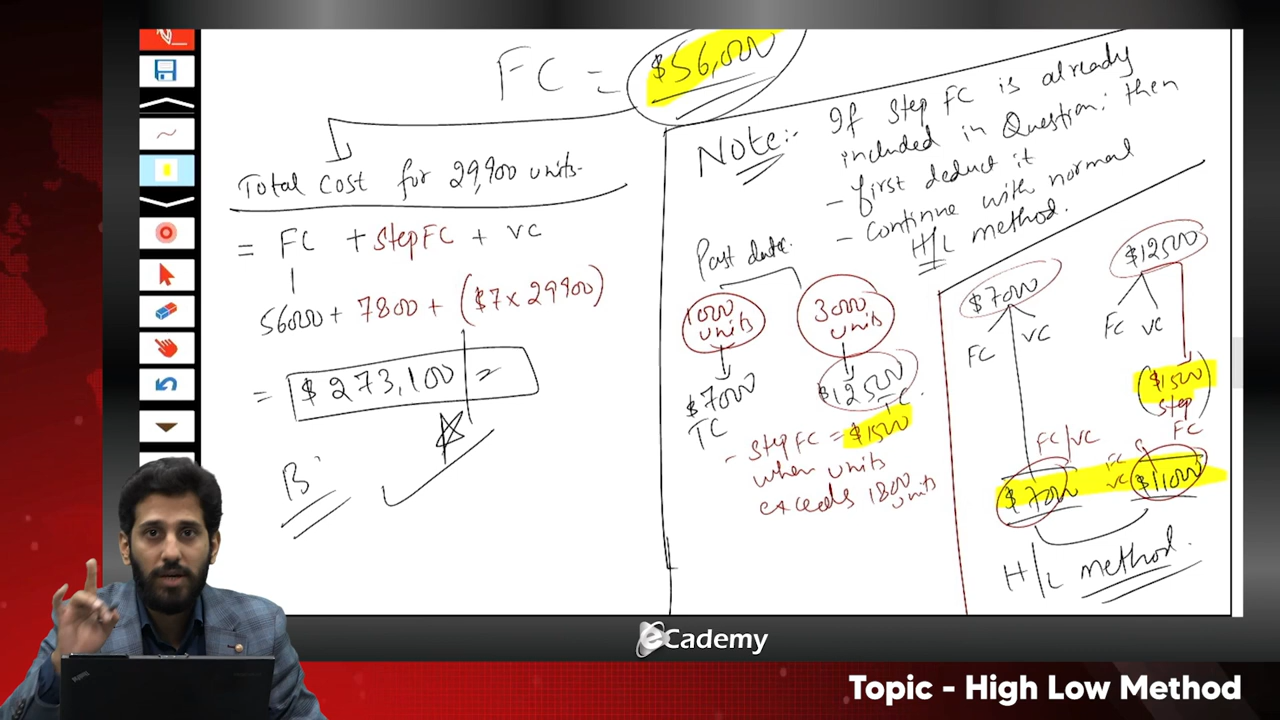 FC = $56,000
Total cost for 29,900 units.
= FC + Step FC + VC
56000 + 7800 + ($7 x 29900)
= $273,100 =
B
Note:-
If Step FC is already
included in Question; then
- first deduct it
- Continue with normal
H/L method.
Past data.
1000
units
3000
units
$7000
TC
$12500
TC.
- Step FC = $1500
when units
exceeds 1800
units
$7000
FC
VC
$12500
FC VC
($1500)
Step
FC
FC/VC
$7000
FC &
VC
$11000
H/L method.
eCademy
Topic - High Low Method